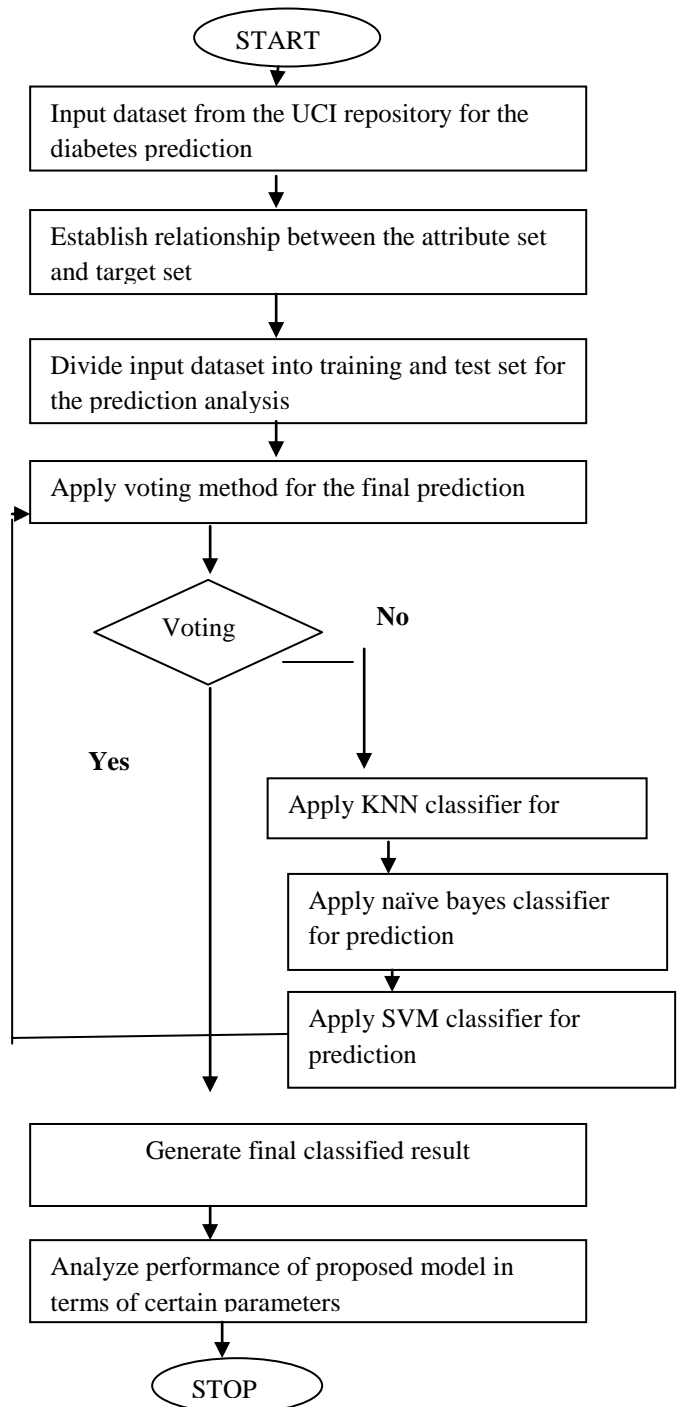 START
Input dataset from the UCI repository for the
diabetes prediction
Establish relationship between the attribute set
and target set
Divide input dataset into training and test set for
the prediction analysis
Apply voting method for the final prediction
Voting
No
Yes
Apply KNN classifier for
Apply naïve bayes classifier
for prediction
Apply SVM classifier for
prediction
Generate final classified result
Analyze performance of proposed model in
terms of certain parameters
STOP